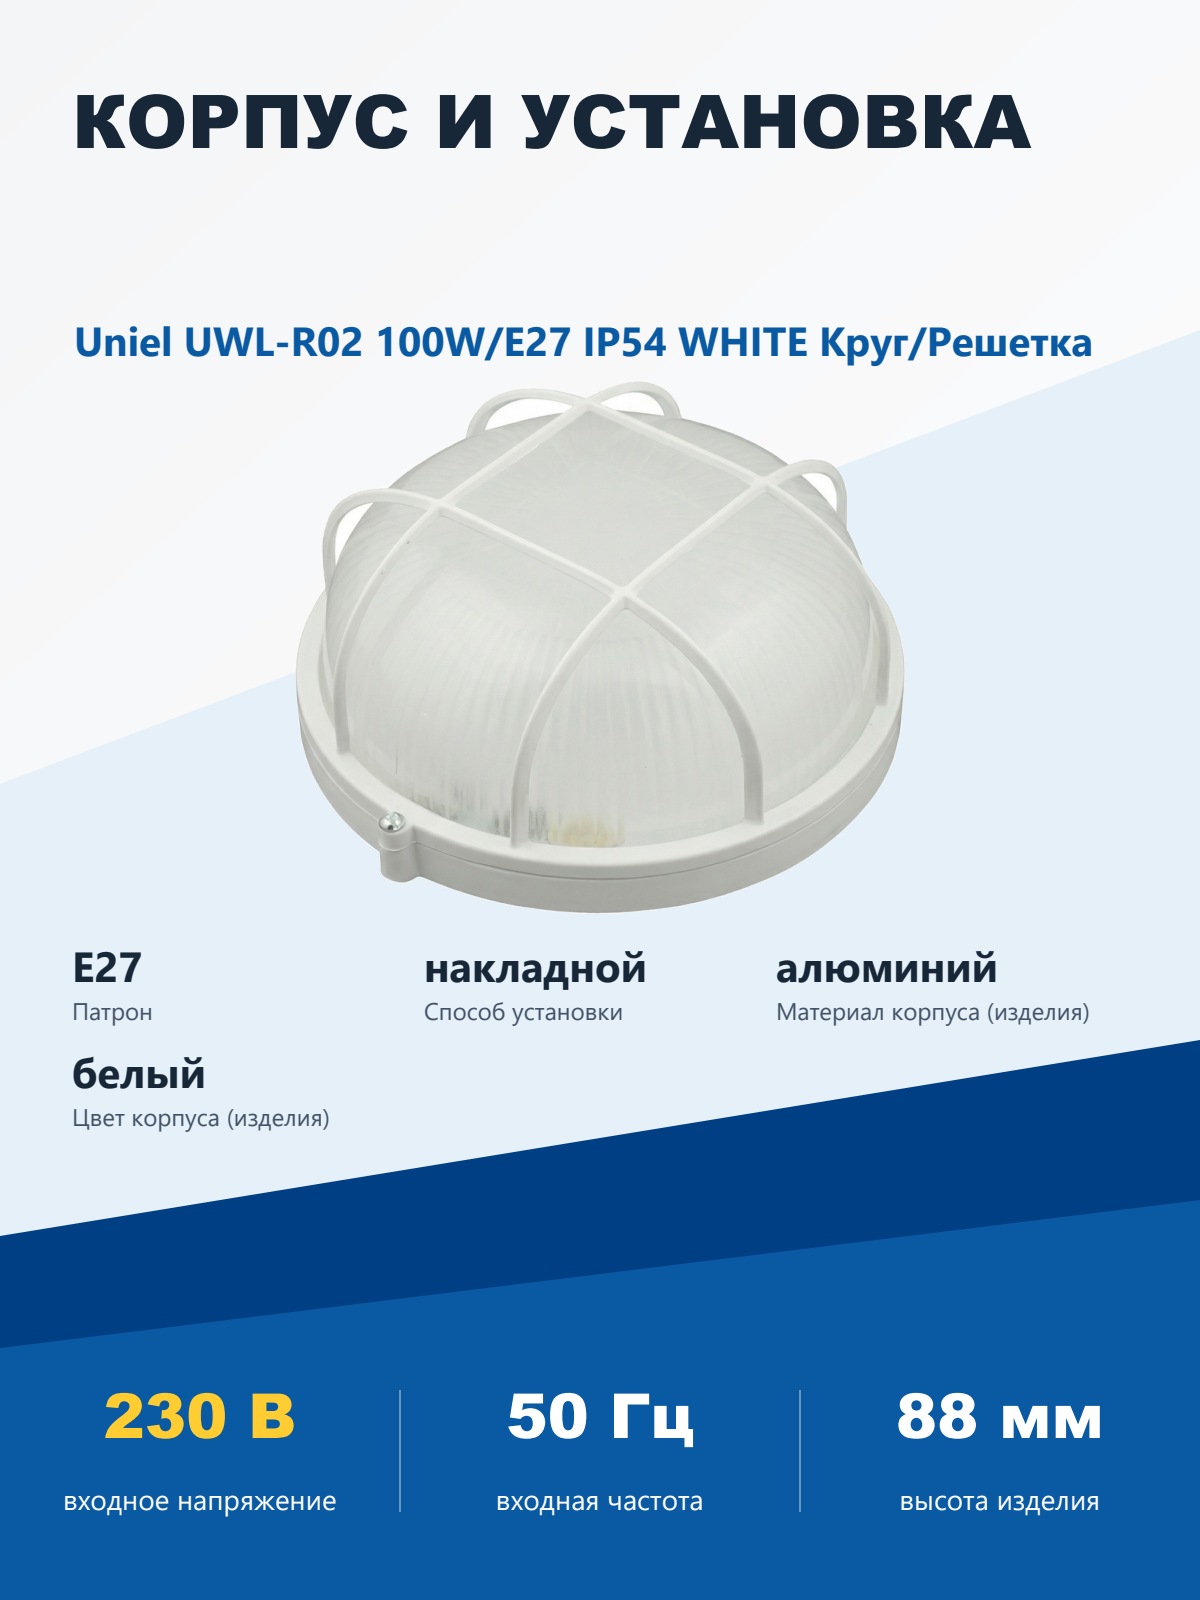 КОРПУС И УСТАНОВКА
Uniel UWL-R02 100W/E27 IP54 WHITE Круг/Решетка
E27
Патрон
накладной
Способ установки
алюминий
Материал корпуса (изделия)
белый
Цвет корпуса (изделия)
230 В
входное напряжение
50 Гц
входная частота
88 мм
высота изделия